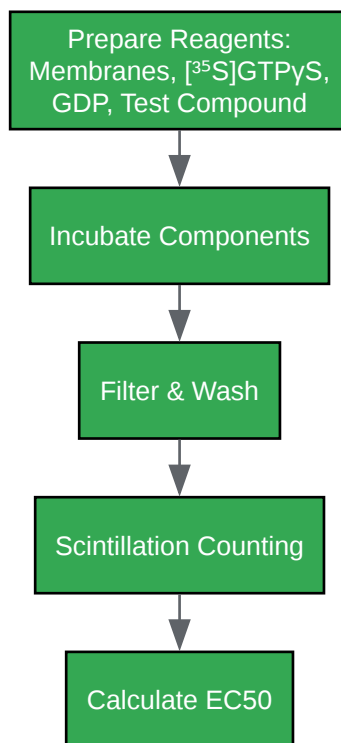 Prepare Reagents:
Membranes, [³⁵S]GTPγS,
GDP, Test Compound
Incubate Components
Filter & Wash
Scintillation Counting
Calculate EC50